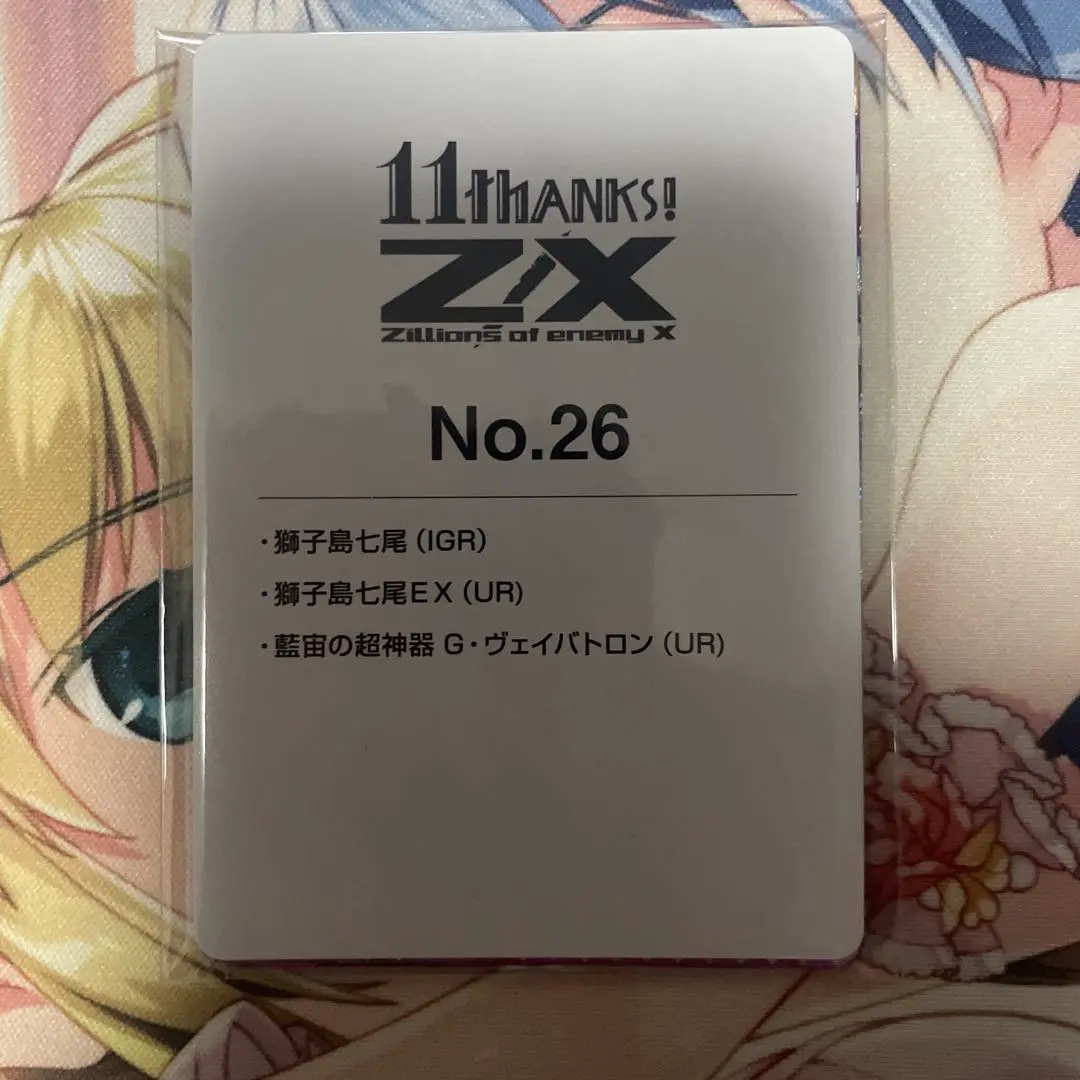 11thANKS!
Z/X
Zillions of enemy X
No.26
・獅子島七尾（IGR）
・獅子島七尾EX（UR）
・藍宙の超神器 G・ヴェイバトロン（UR）